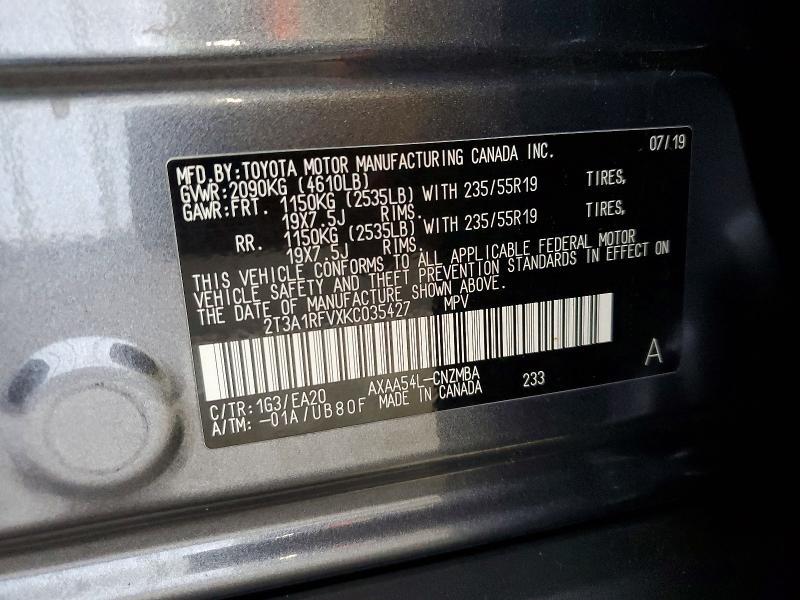 07/19
MFD.BY:TOYOTA MOTOR MANUFACTURING CANADA INC.
GVWR:2090KG (4610LB)
GAWR:FRT. 1150KG (2535LB) WITH 235/55R19 TIRES,
19X7.5J RIMS.
RR. 1150KG (2535LB) WITH 235/55R19 TIRES,
19X7.5J RIMS.
THIS VEHICLE CONFORMS TO ALL APPLICABLE FEDERAL MOTOR
VEHICLE SAFETY AND THEFT PREVENTION STANDARDS IN EFFECT ON
THE DATE OF MANUFACTURE SHOWN ABOVE.
2T3A1RFVXKC035427 MPV
A
C/TR:1G3/EA20 AXAA54L-CNZMBA 233
A/TM:-01A/UB80F MADE IN CANADA